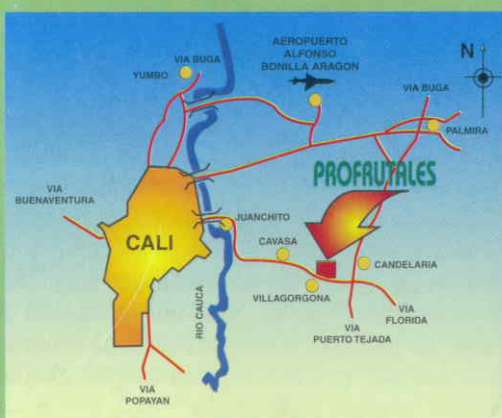 VIA BUGA
YUMBO
AEROPUERTO
ALFONSO
BONILLA ARAGON
N
VIA BUGA
PALMIRA
PROFRUTALES
VIA
BUENAVENTURA
JUANCHITO
CALI
CAVASA
CANDELARIA
VILLAGORGONA
RIO CAUCA
VIA
FLORIDA
VIA
PUERTO TEJADA
VIA
POPAYAN